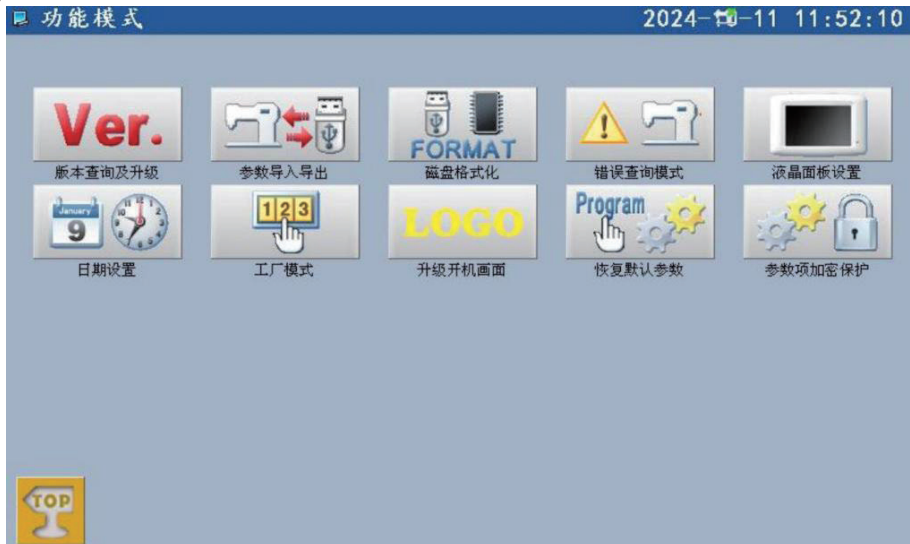 功能模式
2024-10-11 11:52:10
Ver.
FORMAT
版本查询及升级
参数导入导出
磁盘格式化
错误查询模式
液晶面板设置
January
9
123
LOGO
Program
日期设置
工厂模式
升级开机画面
恢复默认参数
参数项加密保护
TOP